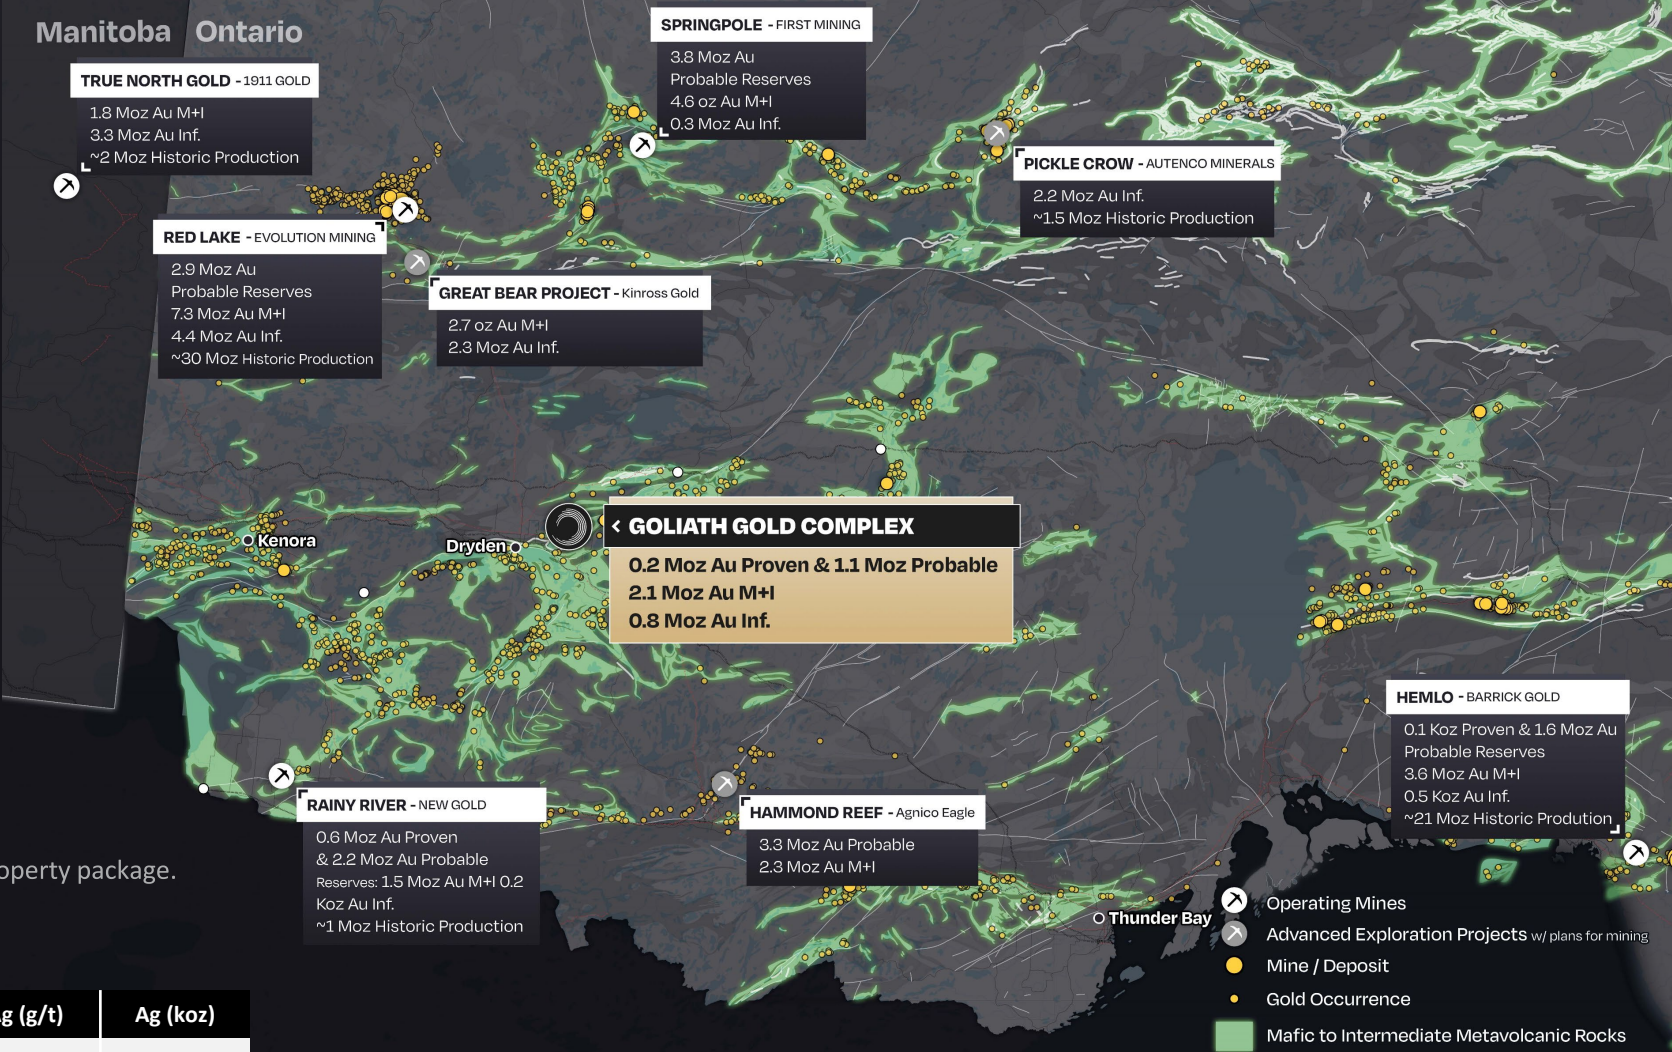 Manitoba Ontario
SPRINGPOLE - FIRST MINING
3.8 Moz Au
Probable Reserves
4.6 oz Au M+I
0.3 Moz Au Inf.
TRUE NORTH GOLD - 1911 GOLD
1.8 Moz Au M+I
3.3 Moz Au Inf.
~2 Moz Historic Production
PICKLE CROW - AUTENCO MINERALS
2.2 Moz Au Inf.
~1.5 Moz Historic Production
RED LAKE - EVOLUTION MINING
2.9 Moz Au
Probable Reserves
7.3 Moz Au M+I
4.4 Moz Au Inf.
~30 Moz Historic Production
GREAT BEAR PROJECT - Kinross Gold
2.7 oz Au M+I
2.3 Moz Au Inf.
Kenora
Dryden
< GOLIATH GOLD COMPLEX
0.2 Moz Au Proven & 1.1 Moz Probable
2.1 Moz Au M+I
0.8 Moz Au Inf.
HEMLO - BARRICK GOLD
0.1 Koz Proven & 1.6 Moz Au
Probable Reserves
3.6 Moz Au M+I
0.5 Koz Au Inf.
~21 Moz Historic Prodution
RAINY RIVER - NEW GOLD
0.6 Moz Au Proven
& 2.2 Moz Au Probable
Reserves: 1.5 Moz Au M+I 0.2
Koz Au Inf.
~1 Moz Historic Production
HAMMOND REEF - Agnico Eagle
3.3 Moz Au Probable
2.3 Moz Au M+I
operty package.
Thunder Bay
Operating Mines
Advanced Exploration Projects w/ plans for mining
Mine / Deposit
Gold Occurrence
Mafic to Intermediate Metavolcanic Rocks
g (g/t) Ag (koz)